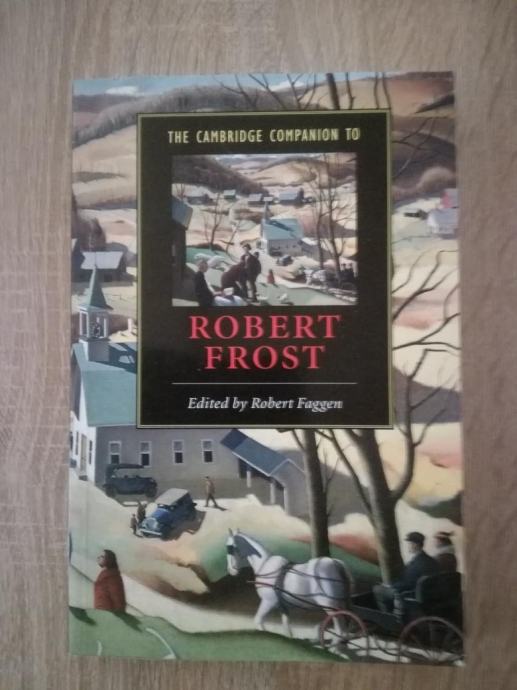 THE CAMBRIDGE COMPANION TO
ROBERT
FROST
Edited by Robert Faggen